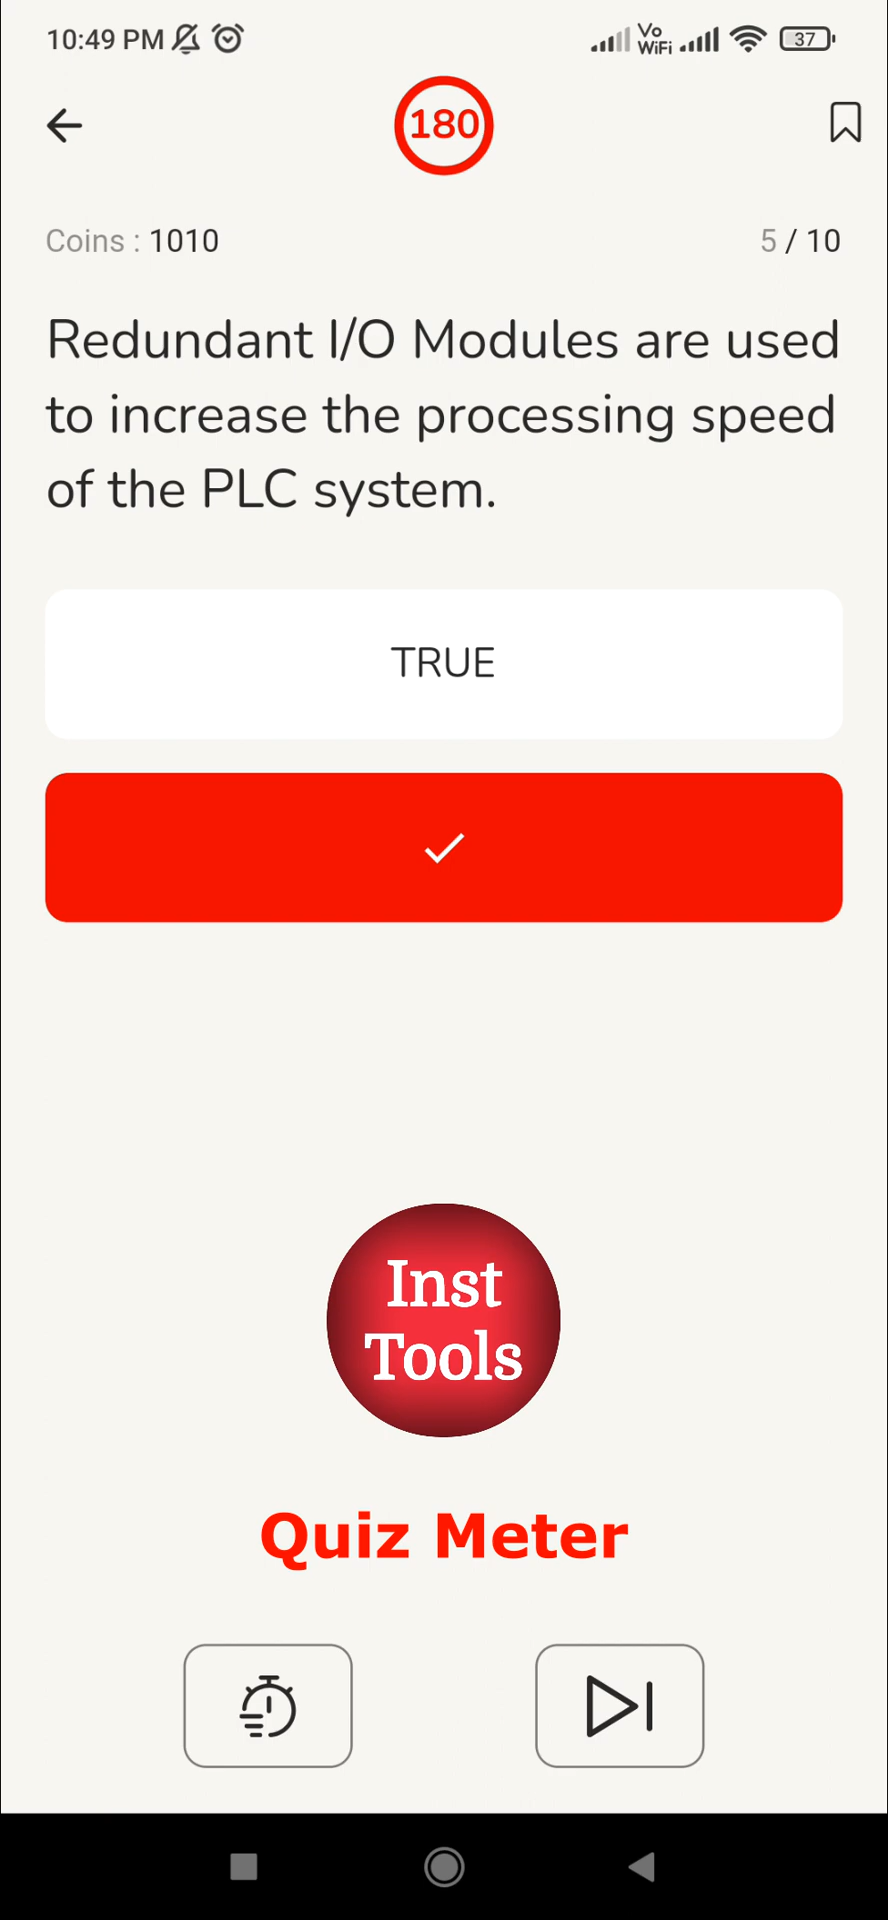 10:49 PM Vo WiFi 37
180
Coins : 1010 5 / 10
Redundant I/O Modules are used
to increase the processing speed
of the PLC system.
TRUE
Inst
Tools
Quiz Meter